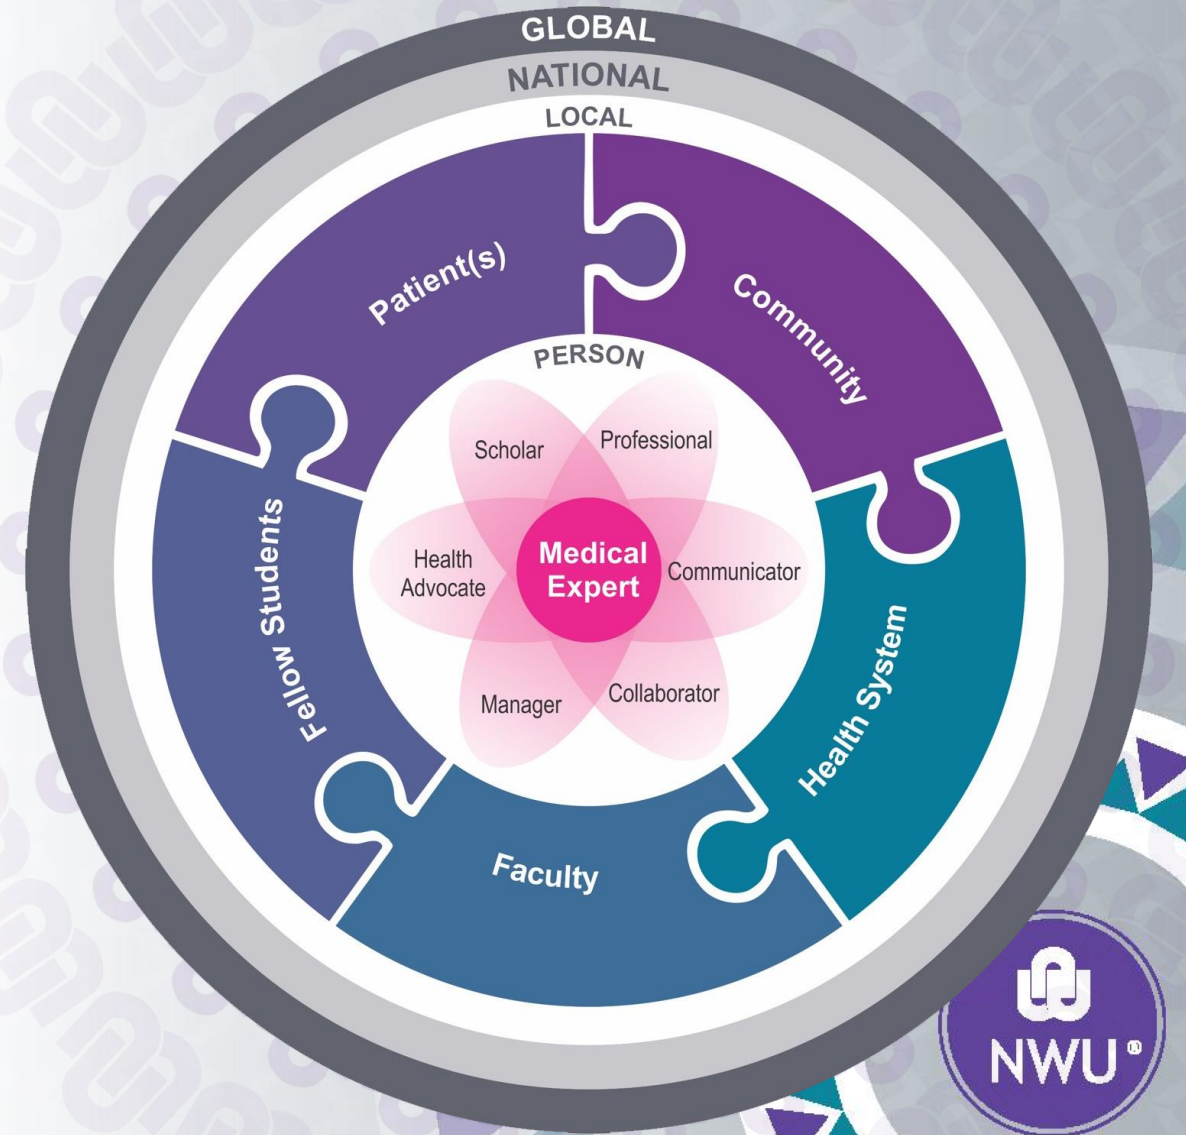 GLOBAL
NATIONAL
LOCAL
Patient(s)
Community
PERSON
Scholar
Professional
Health
Advocate
Medical
Expert
Communicator
Manager
Collaborator
Fellow Students
Health System
Faculty
NWU®